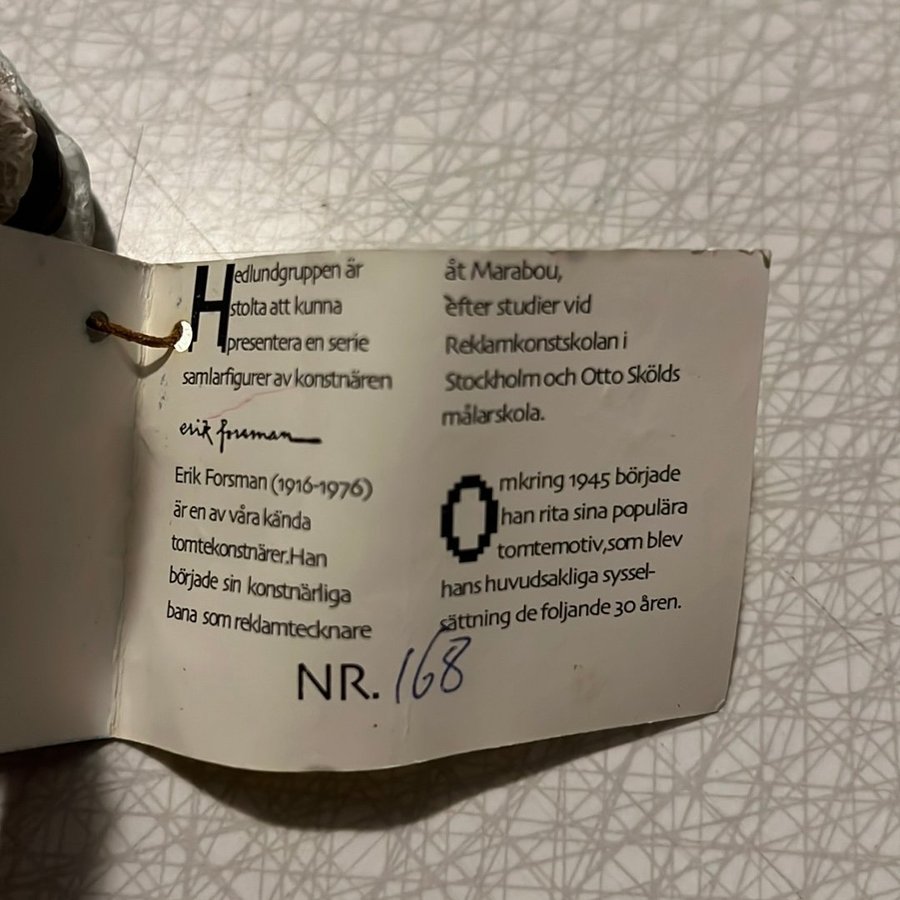 Hedlundgruppen är
stolta att kunna
presentera en serie
samlarfigurer av konstnären
erik forsman
Erik Forsman (1916-1976)
är en av våra kända
tomtekonstnärer.Han
började sin konstnärliga
bana som reklamtecknare
åt Marabou,
efter studier vid
Reklamkonstskolan i
Stockholm och Otto Skölds
målarskola.
Omkring 1945 började
han rita sina populära
tomtemotiv,som blev
hans huvudsakliga syssel-
sättning de foljande 30 åren.
NR. 168